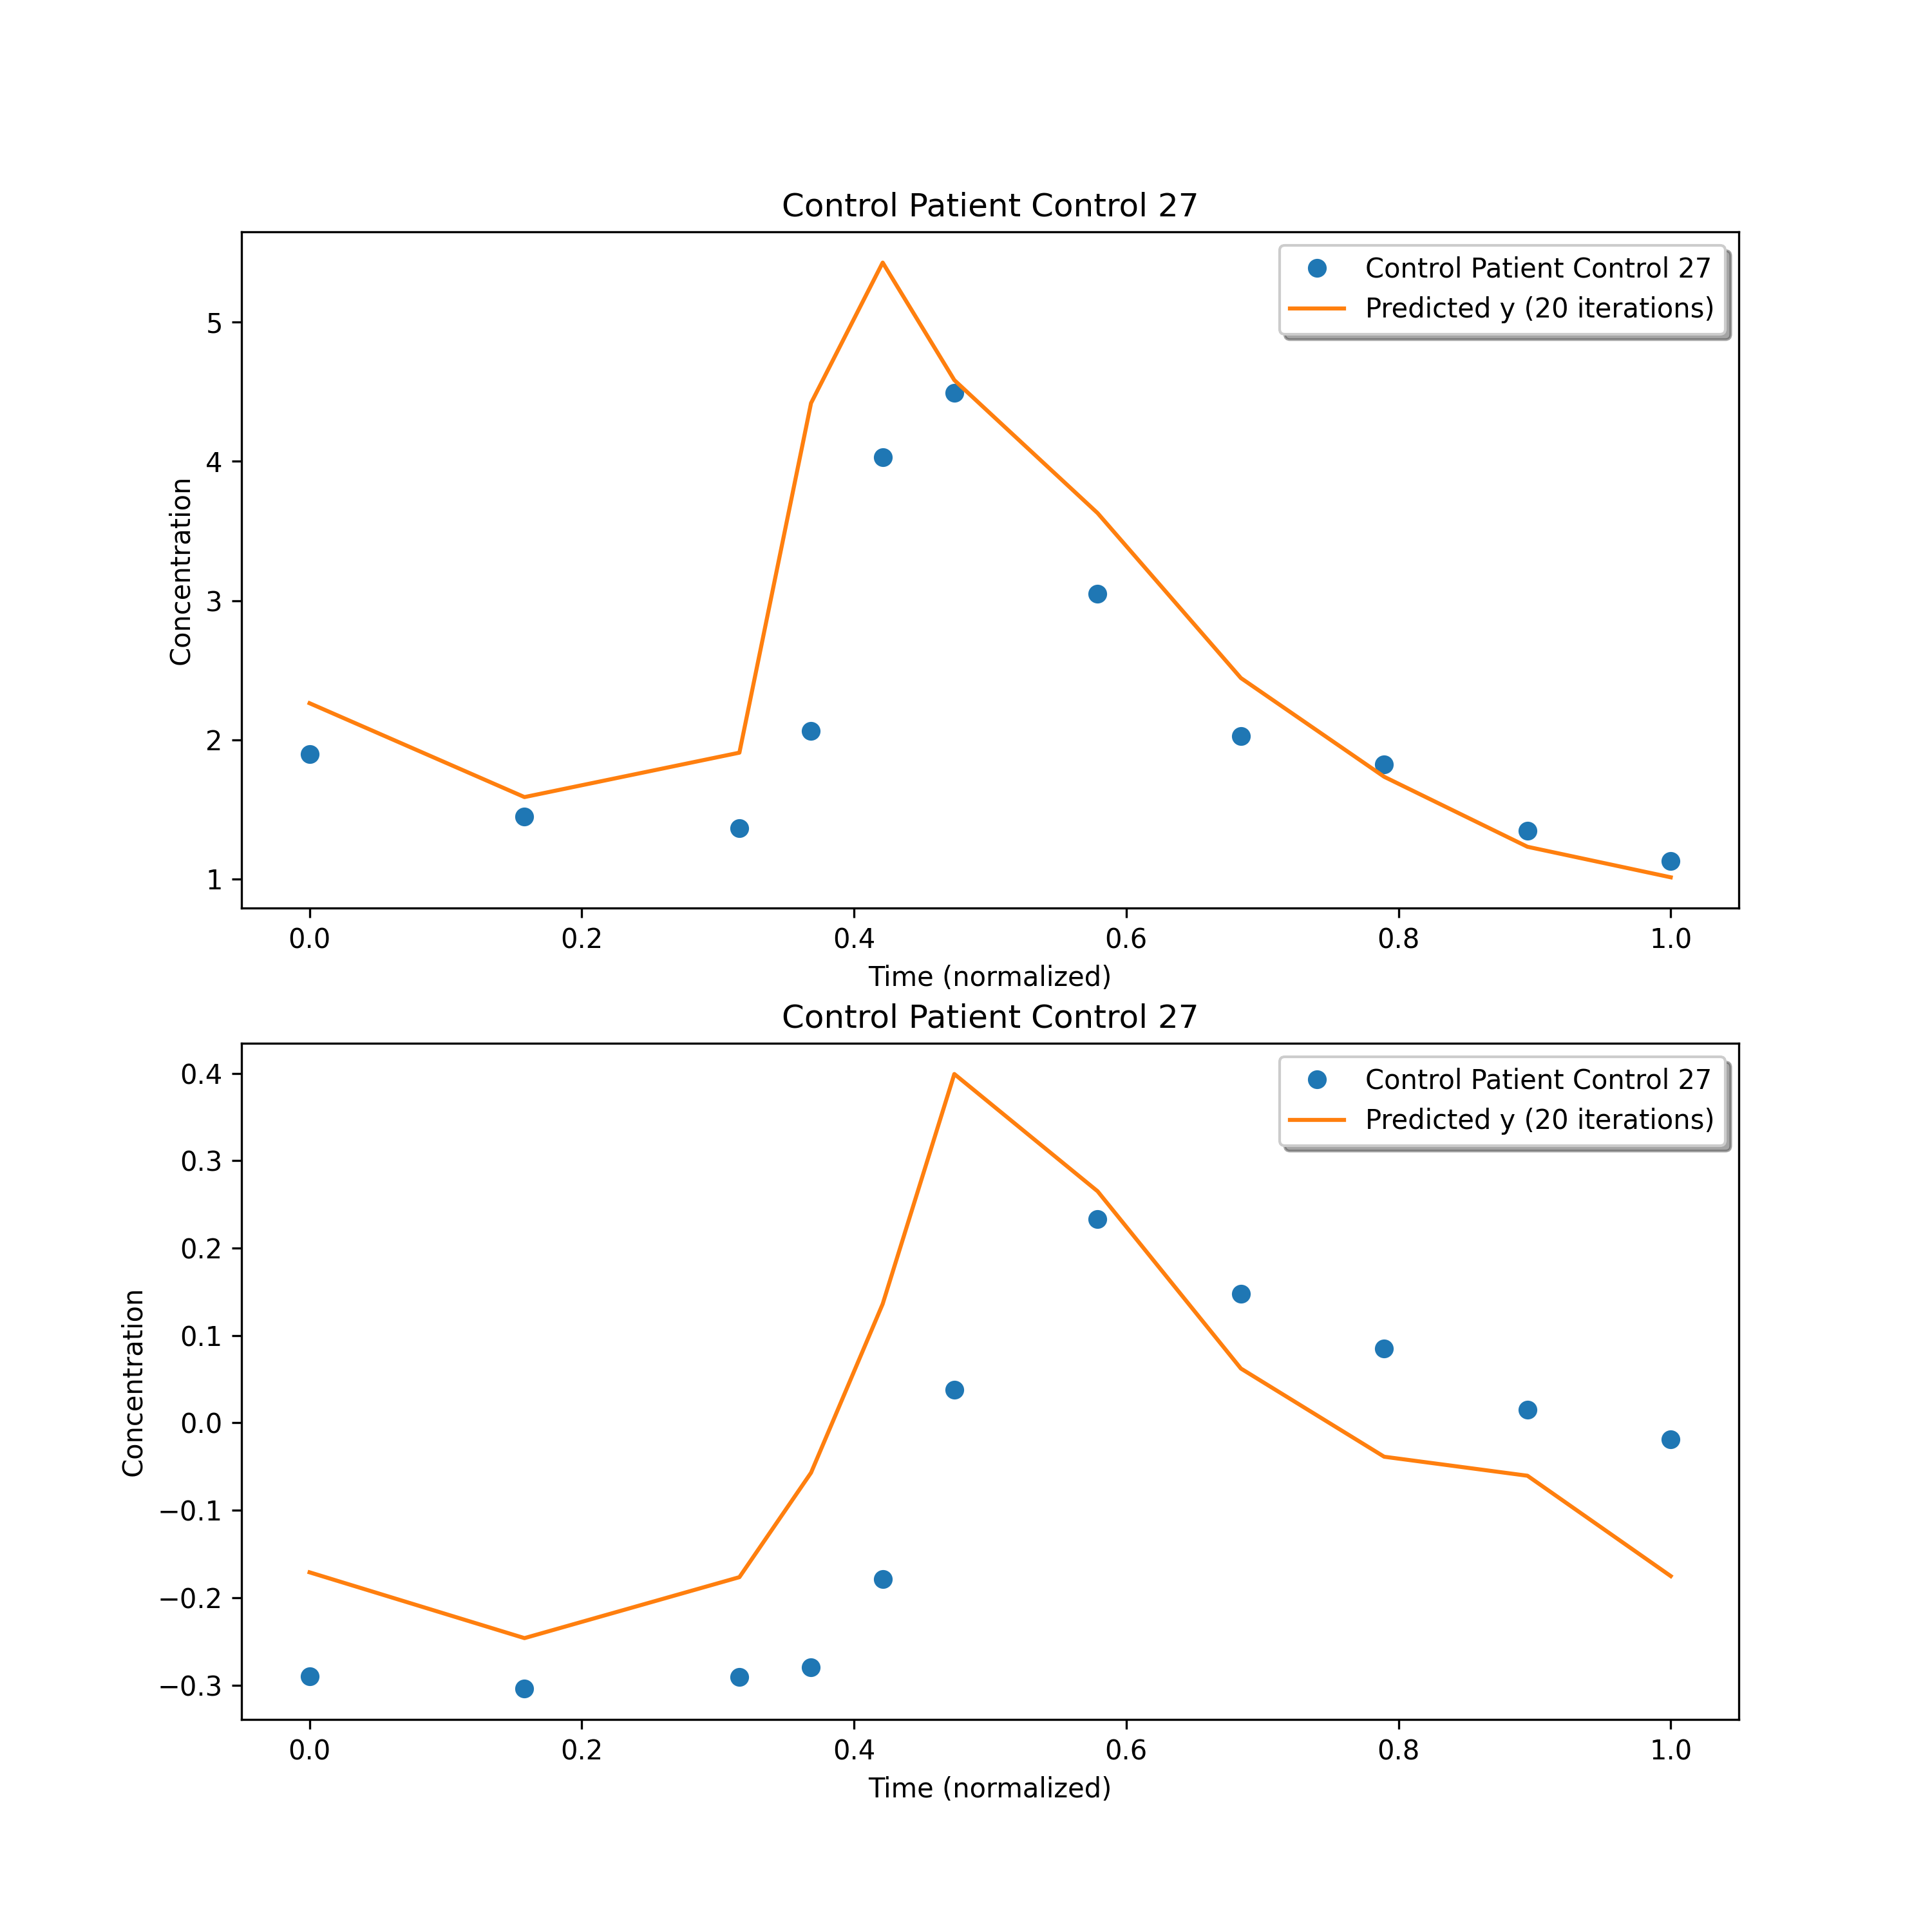 Control Patient Control 27
Control Patient Control 27
Predicted y (20 iterations)
5
4
3
2
1
Concentration
0.0 0.2 0.4 0.6 0.8 1.0
Time (normalized)
Control Patient Control 27
Control Patient Control 27
Predicted y (20 iterations)
0.4
0.3
0.2
0.1
0.0
−0.1
−0.2
−0.3
Concentration
0.0 0.2 0.4 0.6 0.8 1.0
Time (normalized)